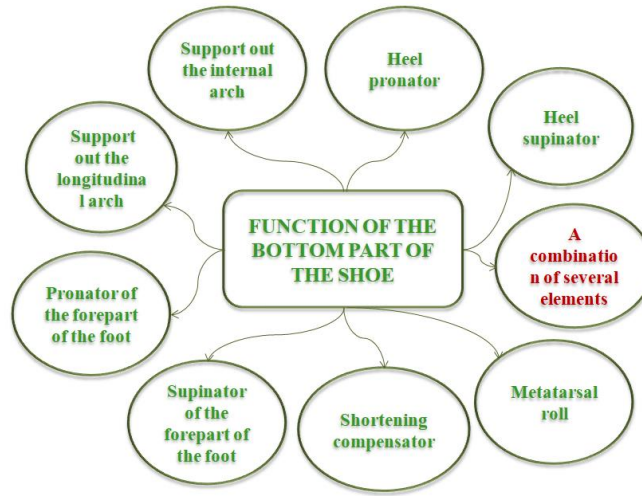 Support out
the internal
arch
Heel
pronator
Heel
supinator
Support
out the
longitudina
l arch
FUNCTION OF THE
BOTTOM PART OF
THE SHOE
A
combinatio
n of several
elements
Pronator of
the forepart
of the foot
Supinator
of the
forepart of
the foot
Shortening
compensator
Metatarsal
roll